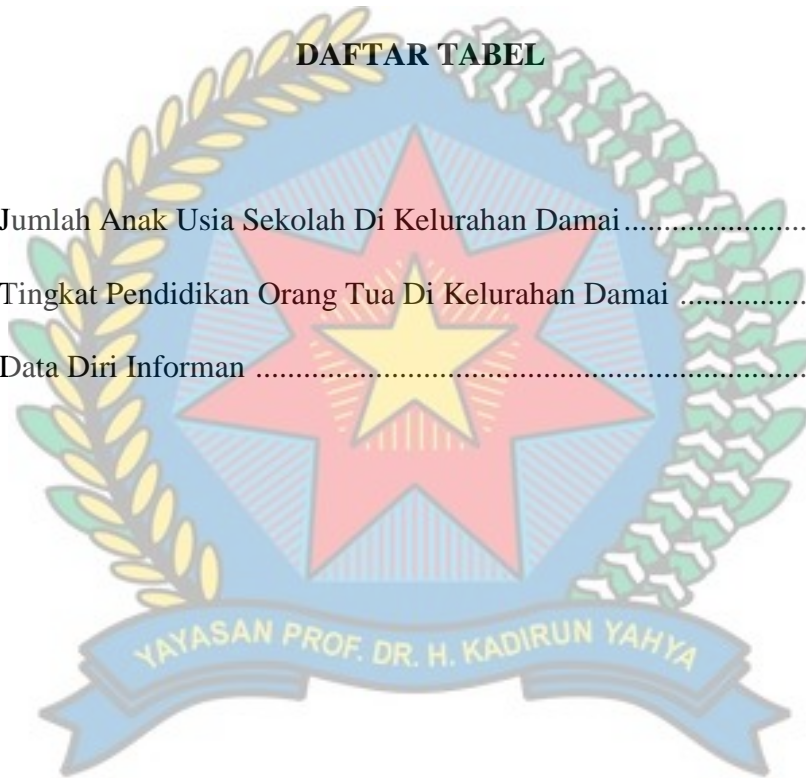 DAFTAR TABEL
Jumlah Anak Usia Sekolah Di Kelurahan Damai.......................
Tingkat Pendidikan Orang Tua Di Kelurahan Damai ................
Data Diri Informan .....................................................................
YAYASAN PROF. DR. H. KADIRUN YAHYA